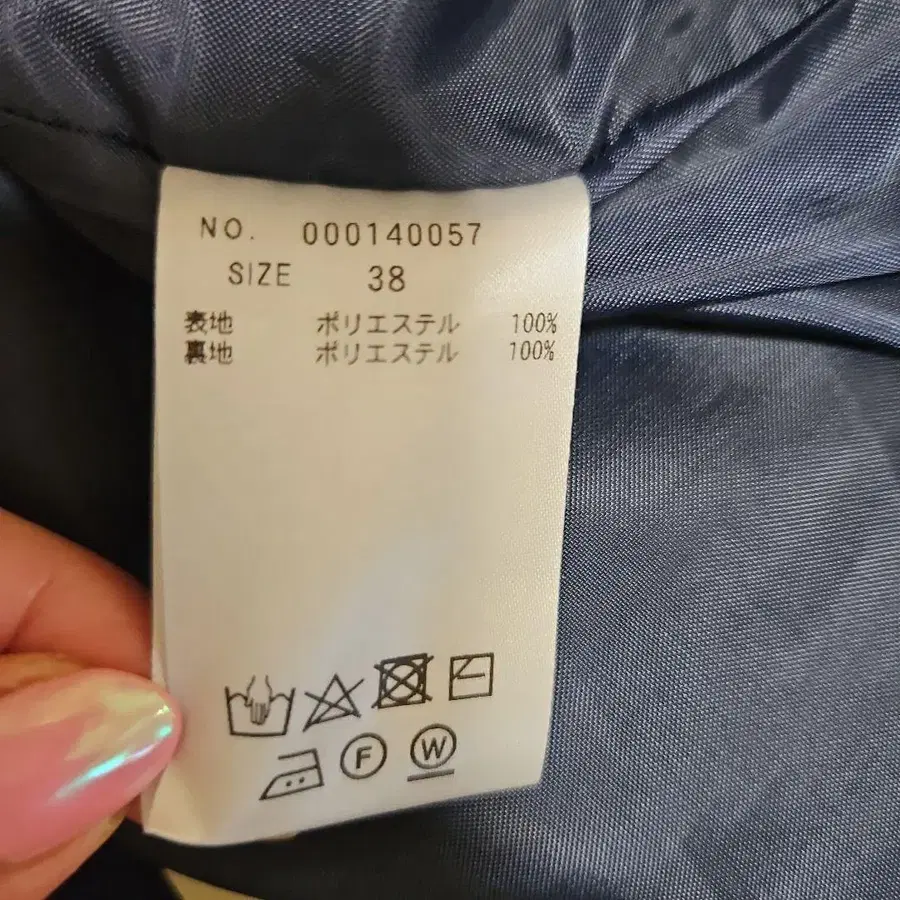 NO. 000140057
SIZE 38
表地 ポリエステル 100%
裏地 ポリエステル 100%
F W